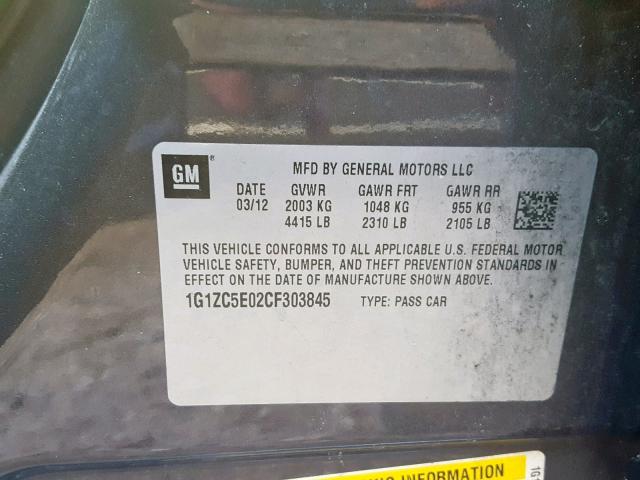 GM ®
MFD BY GENERAL MOTORS LLC
DATE GVWR GAWR FRT GAWR RR
03/12 2003 KG 1048 KG 955 KG
4415 LB 2310 LB 2105 LB
THIS VEHICLE CONFORMS TO ALL APPLICABLE U.S. FEDERAL MOTOR
VEHICLE SAFETY, BUMPER, AND THEFT PREVENTION STANDARDS IN
EFFECT ON THE DATE OF MANUFACTURE SHOWN ABOVE.
1G1ZC5E02CF303845 TYPE: PASS CAR
INFORMATION